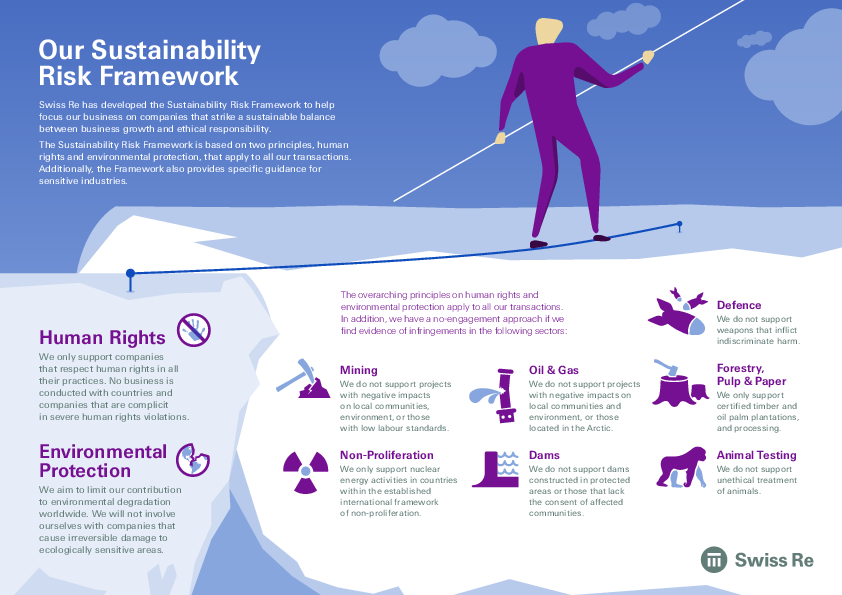 Our Sustainability
Risk Framework
Swiss Re has developed the Sustainability Risk Framework to help
focus our business on companies that strike a sustainable balance
between business growth and ethical responsibility.
The Sustainability Risk Framework is based on two principles, human
rights and environmental protection, that apply to all our transactions.
Additionally, the Framework also provides specific guidance for
sensitive industries.
Human Rights
We only support companies
that respect human rights in all
their practices. No business is
conducted with countries and
companies that are complicit
in severe human rights violations.
Environmental
Protection
We aim to limit our contribution
to environmental degradation
worldwide. We will not involve
ourselves with companies that
cause irreversible damage to
ecologically sensitive areas.
The overarching principles on human rights and
environmental protection apply to all our transactions.
In addition, we have a no-engagement approach if we
find evidence of infringements in the following sectors:
Defence
We do not support
weapons that inflict
indiscriminate harm.
Mining
We do not support projects
with negative impacts
on local communities,
environment, or those
with low labour standards.
Oil & Gas
We do not support projects
with negative impacts on
local communities and
environment, or those
located in the Arctic.
Forestry,
Pulp & Paper
We only support
certified timber and
oil palm plantations,
and processing.
Non-Proliferation
We only support nuclear
energy activities in countries
within the established
international framework
of non-proliferation.
Dams
We do not support dams
constructed in protected
areas or those that lack
the consent of affected
communities.
Animal Testing
We do not support
unethical treatment
of animals.
Swiss Re